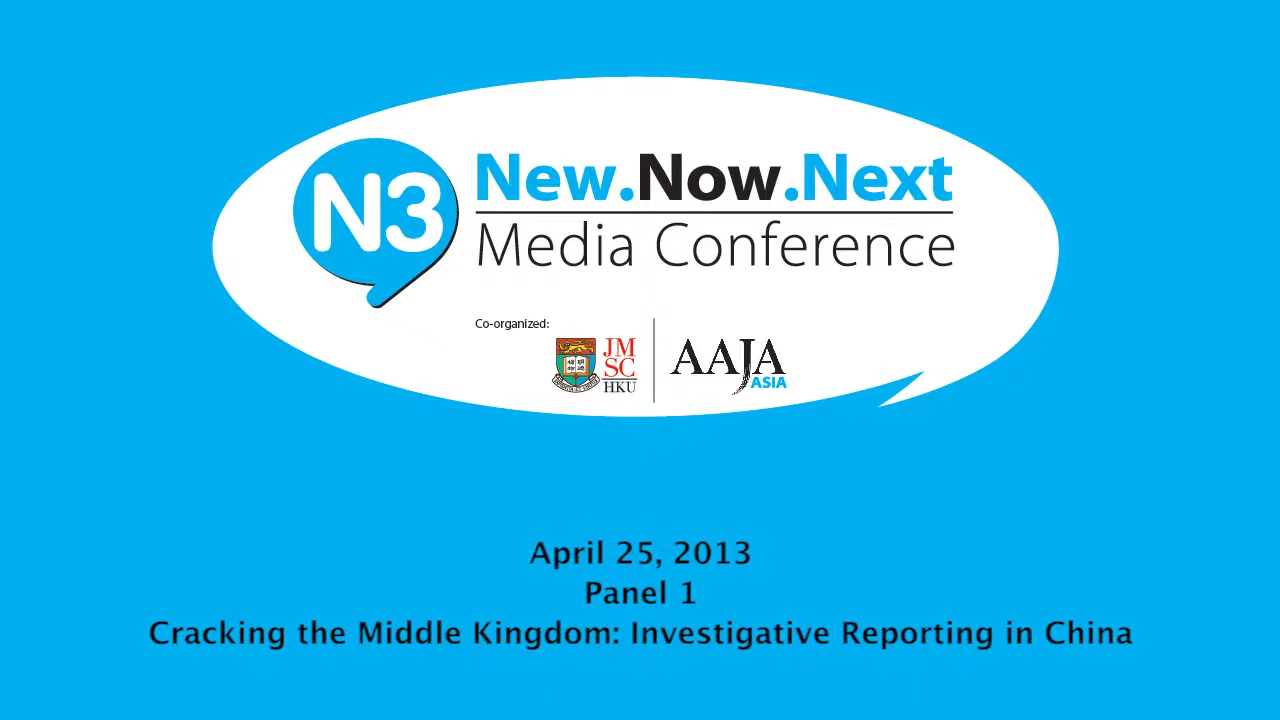 N3
New.Now.Next
Media Conference
Co-organized:
JM
SC
HKU
AAJA
ASIA
April 25, 2013
Panel 1
Cracking the Middle Kingdom: Investigative Reporting in China